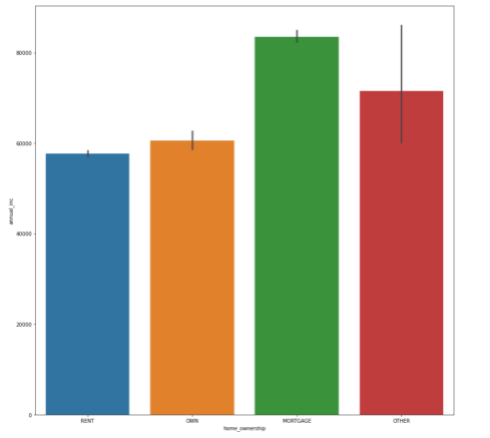 80000
60000
40000
20000
0
annual_inc
RENT OWN MORTGAGE OTHER
home_ownership